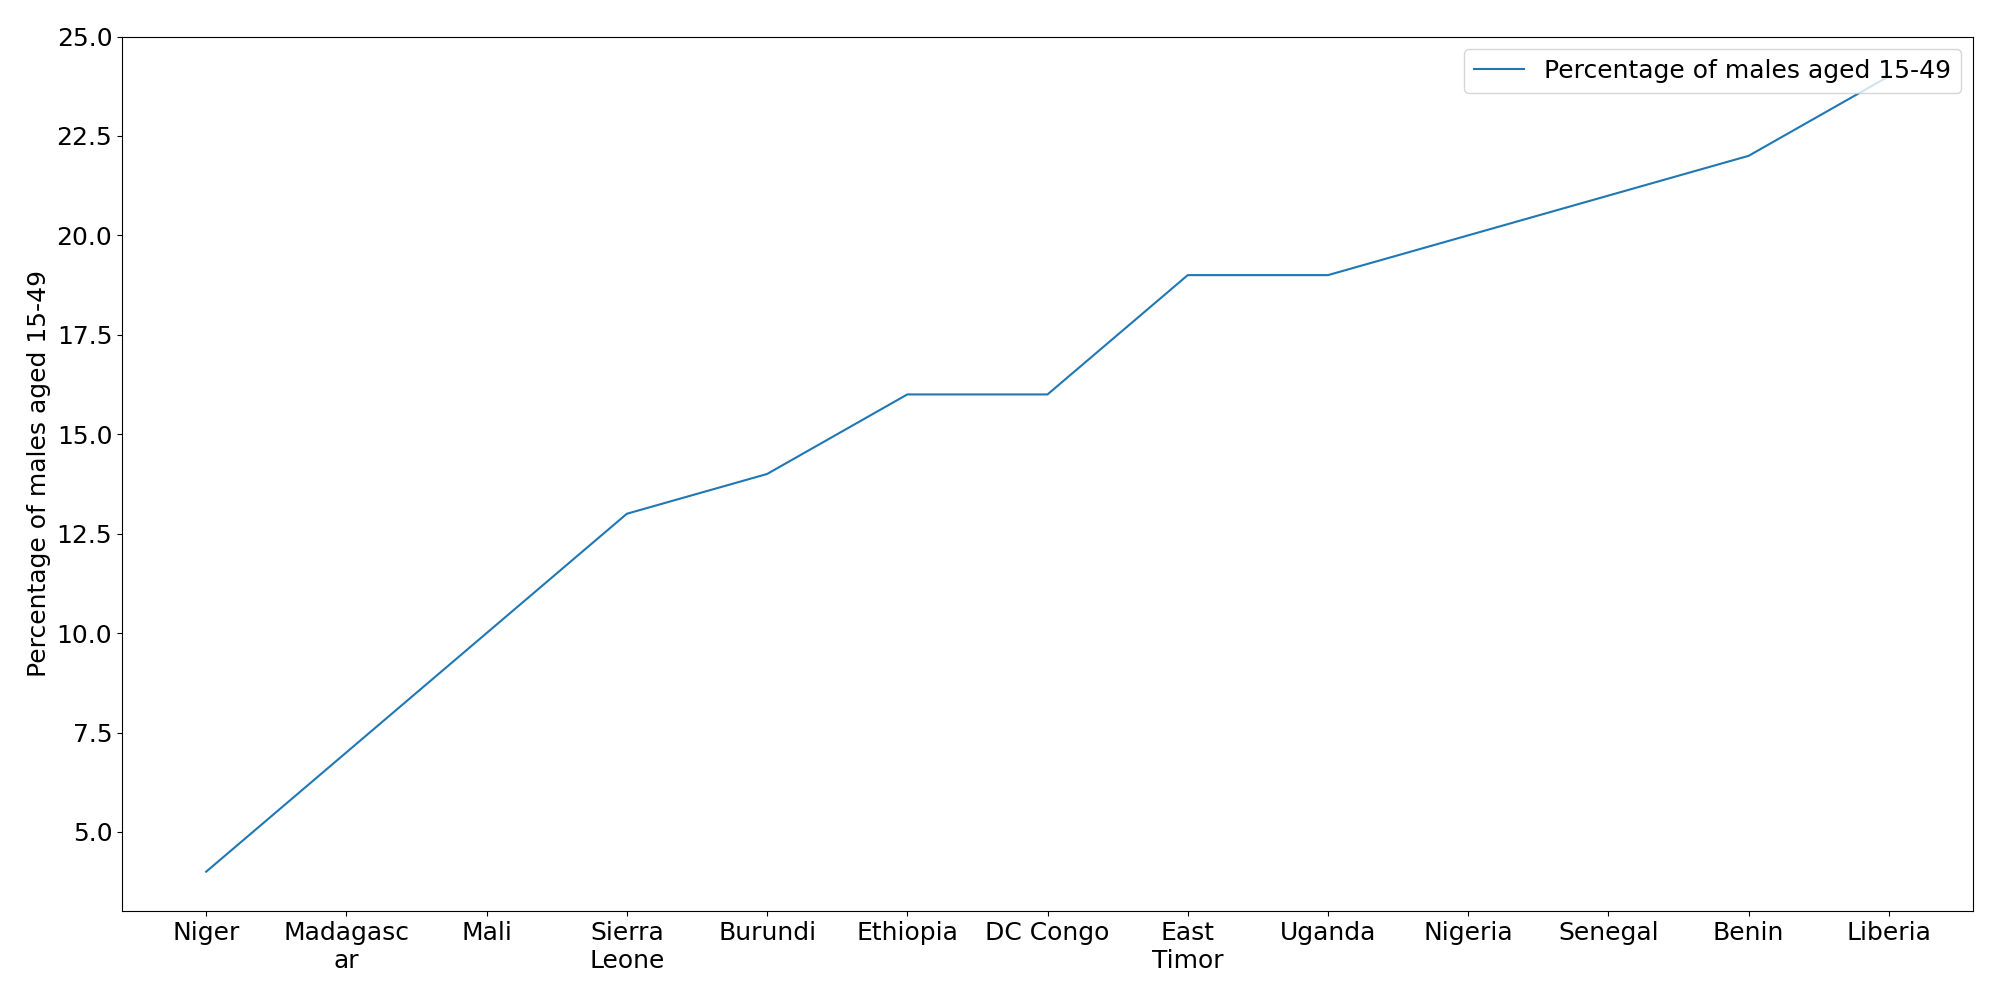 Percentage of males aged 15-49
25.0
22.5
20.0
17.5
15.0
12.5
10.0
7.5
5.0
Percentage of males aged 15-49
Niger
Madagasc
ar
Mali
Sierra
Leone
Burundi
Ethiopia
DC Congo
East
Timor
Uganda
Nigeria
Senegal
Benin
Liberia